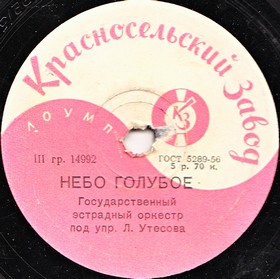 Красносельский Завод
ЛОУМП
КЗ
III гр. 14992
ГОСТ 5289-56
5 р. 70 к.
НЕБО ГОЛУБОЕ
Государственный
эстрадный оркестр
под упр. Л. Утесова